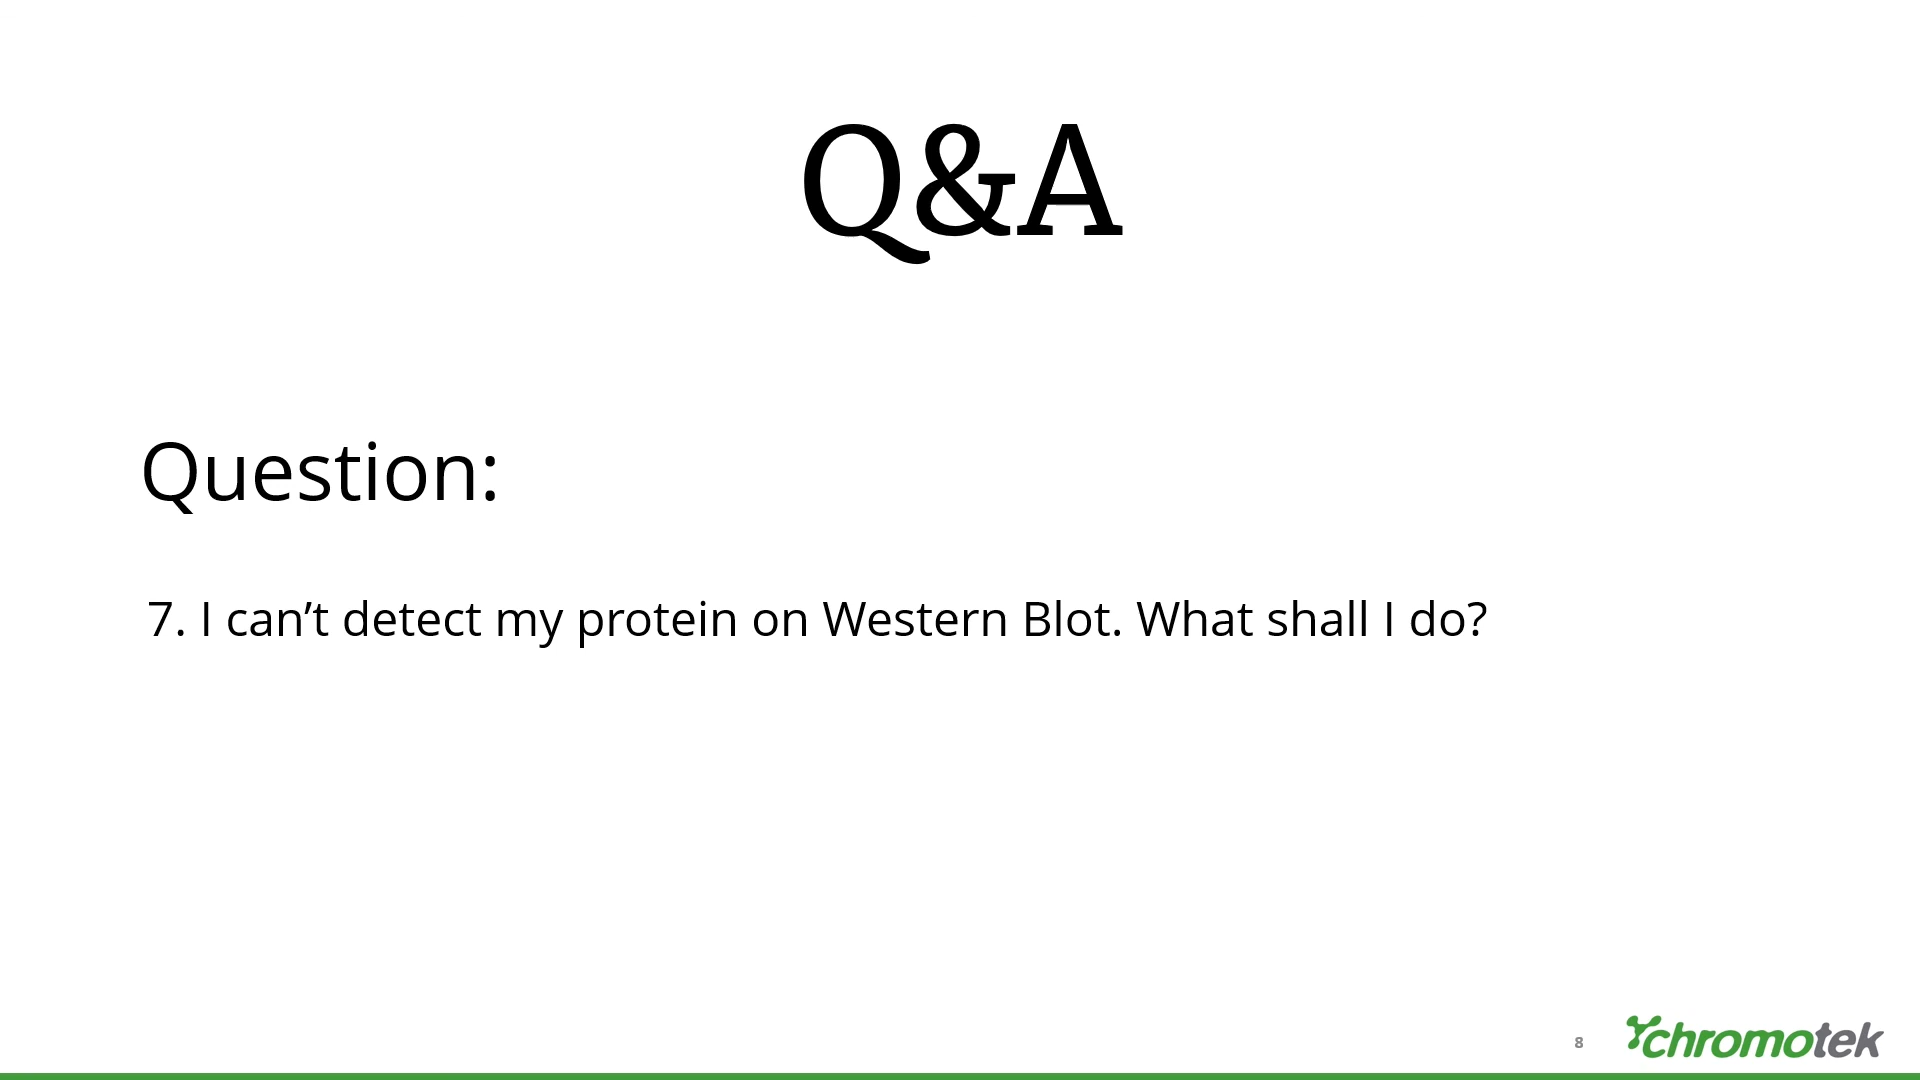 Q&A
Question:
7. I can’t detect my protein on Western Blot. What shall I do?
8
chromotek